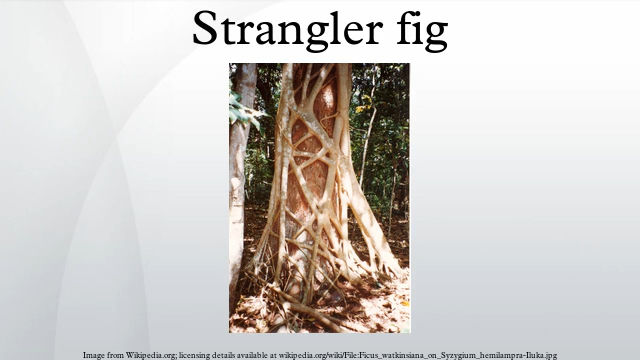 Strangler fig
Image from Wikipedia.org; licensing details available at wikipedia.org/wiki/File:Ficus_watkinsiana_on_Syzygium_hemilampra-Iluka.jpg